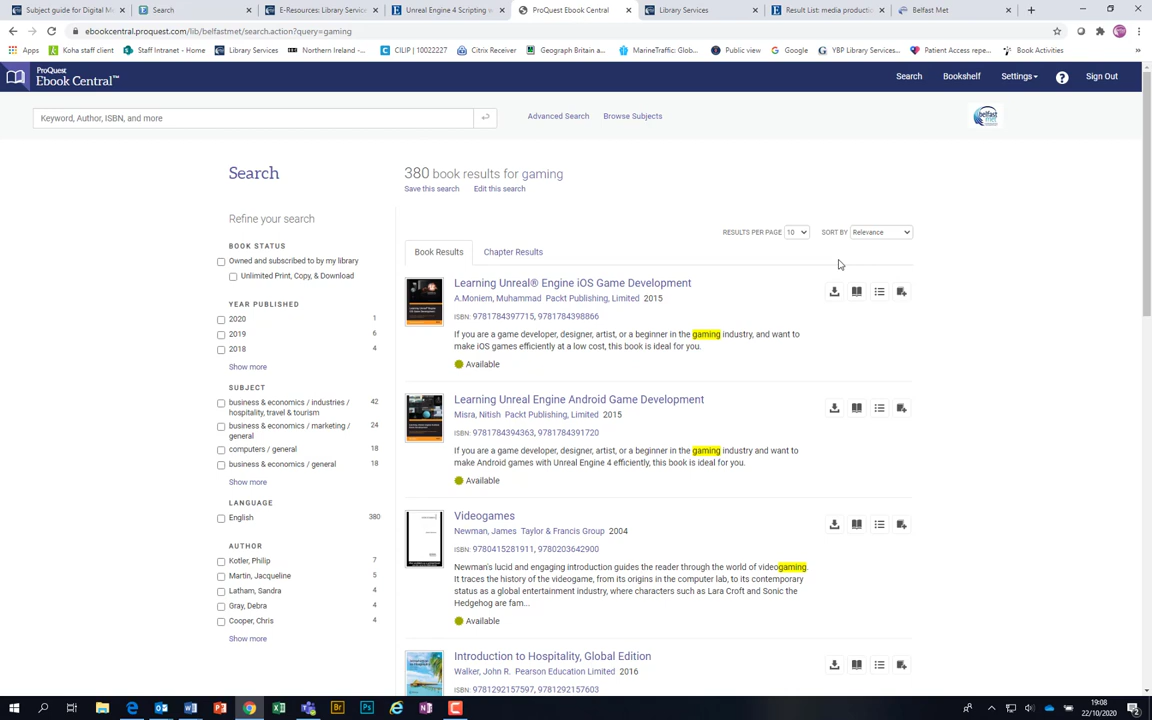 Subject guide for Digital M
Search
E-Resources: Library Service
Unreal Engine 4 Scripting w
ProQuest Ebook Central
Library Services
Result List: media production
Belfast Met
ebookcentral.proquest.com/lib/belfastmet/search.action?query=gaming
Apps
Koha staff client
Staff Intranet - Home
Library Services
Northern Ireland -...
CILIP | 10022227
Citrix Receiver
Geograph Britain a...
MarineTraffic: Glob...
Public view
Google
YBP Library Services...
Patient Access repe...
Book Activities
ProQuest
Ebook Central™
Search
Bookshelf
Settings
Sign Out
Keyword, Author, ISBN, and more
Advanced Search
Browse Subjects
belfast
met
Search
380 book results for gaming
Save this search
Edit this search
Refine your search
RESULTS PER PAGE 10
SORT BY Relevance
BOOK STATUS
Owned and subscribed to by my library
Unlimited Print, Copy, & Download
YEAR PUBLISHED
2020 1
2019 6
2018 4
Show more
SUBJECT
business & economics / industries / 42
hospitality, travel & tourism
business & economics / marketing / 24
general
computers / general 18
business & economics / general 18
Show more
LANGUAGE
English 380
AUTHOR
Kotler, Philip 7
Martin, Jacqueline 5
Latham, Sandra 4
Gray, Debra 4
Cooper, Chris 4
Show more
Book Results
Chapter Results
Learning Unreal® Engine iOS Game Development
A.Moniem, Muhammad Packt Publishing, Limited 2015
ISBN: 9781784397715, 9781784398866
If you are a game developer, designer, artist, or a beginner in the gaming industry, and want to
make iOS games efficiently at a low cost, this book is ideal for you.
Available
Learning Unreal Engine Android Game Development
Misra, Nitish Packt Publishing, Limited 2015
ISBN: 9781784394363, 9781784391720
If you are a game developer, designer, artist, or a beginner in the gaming industry and want to
make Android games with Unreal Engine 4 efficiently, this book is ideal for you.
Available
Videogames
Newman, James Taylor & Francis Group 2004
ISBN: 9780415281911, 9780203642900
Newman's lucid and engaging introduction guides the reader through the world of videogaming.
It traces the history of the videogame, from its origins in the computer lab, to its contemporary
status as a global entertainment industry, where characters such as Lara Croft and Sonic the
Hedgehog are fam...
Available
Introduction to Hospitality, Global Edition
Walker, John R. Pearson Education Limited 2016
ISBN: 9781292157597, 9781292157603
19:08
22/10/2020